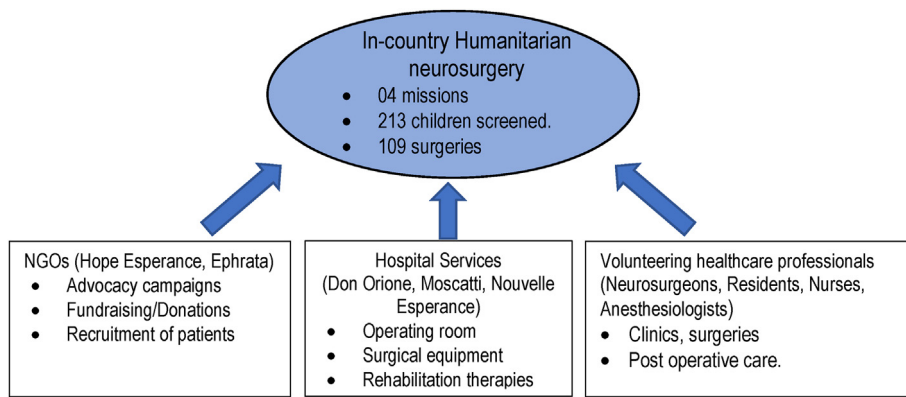 In-country Humanitarian
neurosurgery
• 04 missions
• 213 children screened.
• 109 surgeries
NGOs (Hope Esperance, Ephrata)
• Advocacy campaigns
• Fundraising/Donations
• Recruitment of patients
Hospital Services
(Don Orione, Moscatti, Nouvelle
Esperance)
• Operating room
• Surgical equipment
• Rehabilitation therapies
Volunteering healthcare professionals
(Neurosurgeons, Residents, Nurses,
Anesthesiologists)
• Clinics, surgeries
• Post operative care.